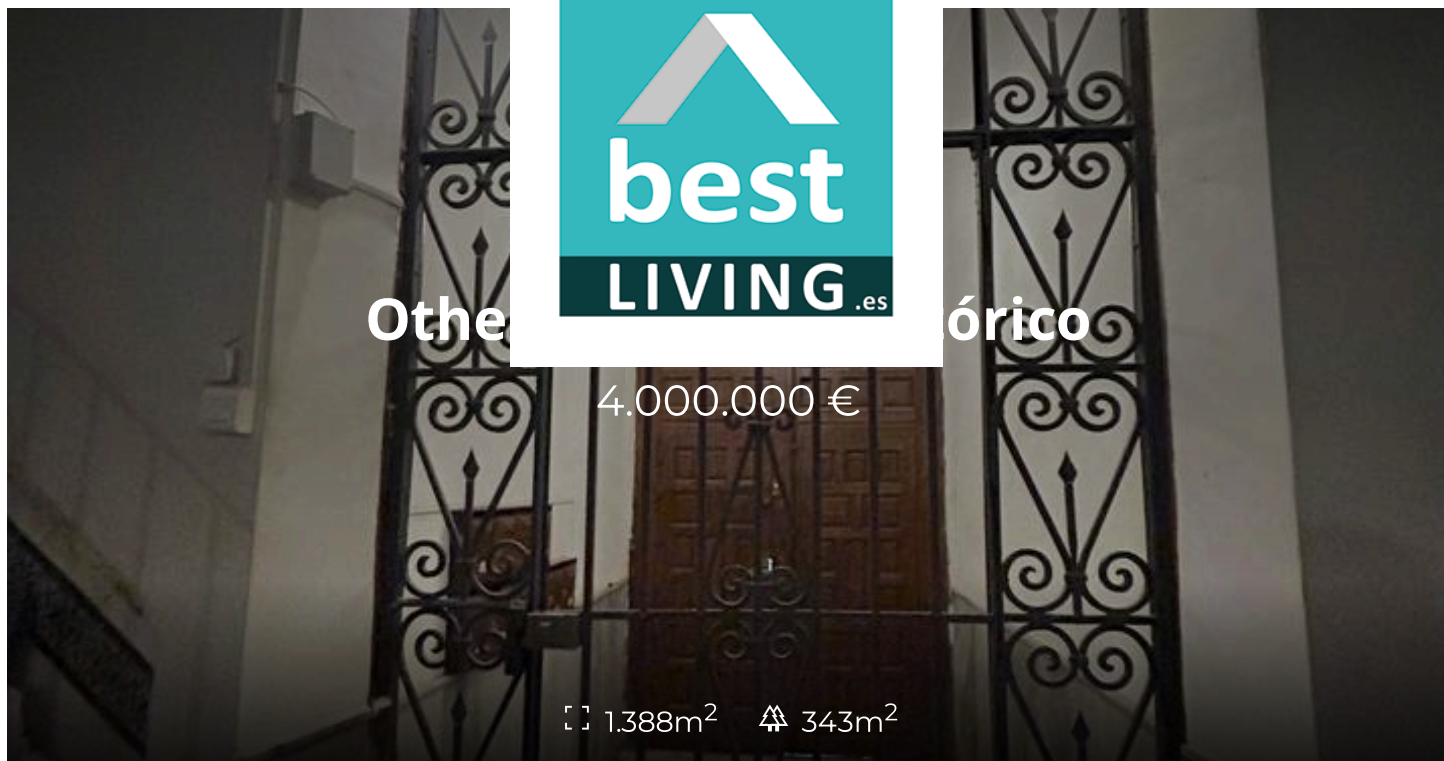 best
LIVING.es
Othe órico
4.000.000 €
1.388m² 343m²